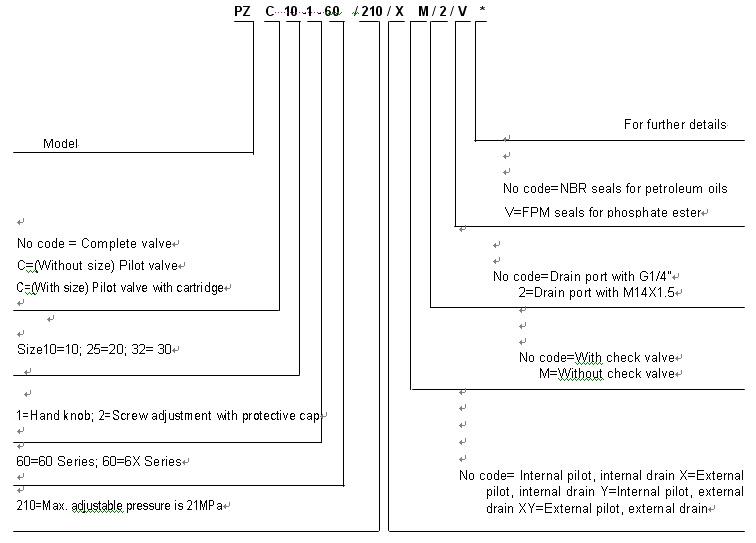 PZ C 10-1-60 /210/X M/2/V *
Model
No code = Complete valve
C=(Without size) Pilot valve
C=(With size) Pilot valve with cartridge
Size10=10; 25=20; 32= 30
1=Hand knob; 2=Screw adjustment with protective cap
60=60 Series; 60=6X Series
210=Max. adjustable pressure is 21MPa
For further details
No code=NBR seals for petroleum oils
V=FPM seals for phosphate ester
No code=Drain port with G1/4"
2=Drain port with M14X1.5
No code=With check valve
M=Without check valve
No code= Internal pilot, internal drain X=External
pilot, internal drain Y=Internal pilot, external
drain XY=External pilot, external drain